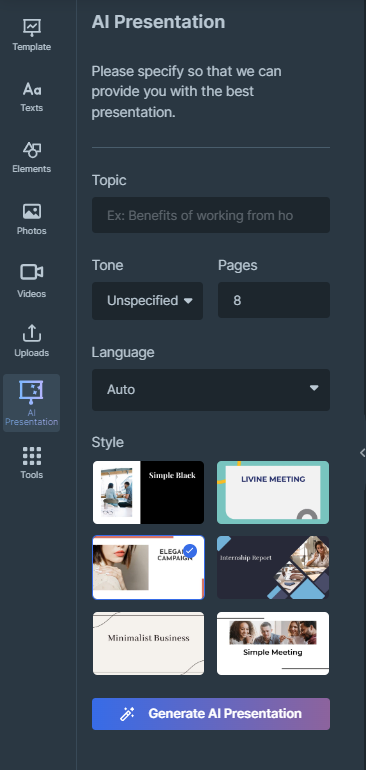 Template
Texts
Elements
Photos
Videos
Uploads
AI
Presentation
Tools
AI Presentation
Please specify so that we can
provide you with the best
presentation.
Topic
Ex: Benefits of working from ho
Tone
Pages
Unspecified
8
Language
Auto
Style
Simple Black
LIVINE MEETING
CAMPAIGN
Internship Report
Minimalist Business
Simple Meeting
Generate AI Presentation